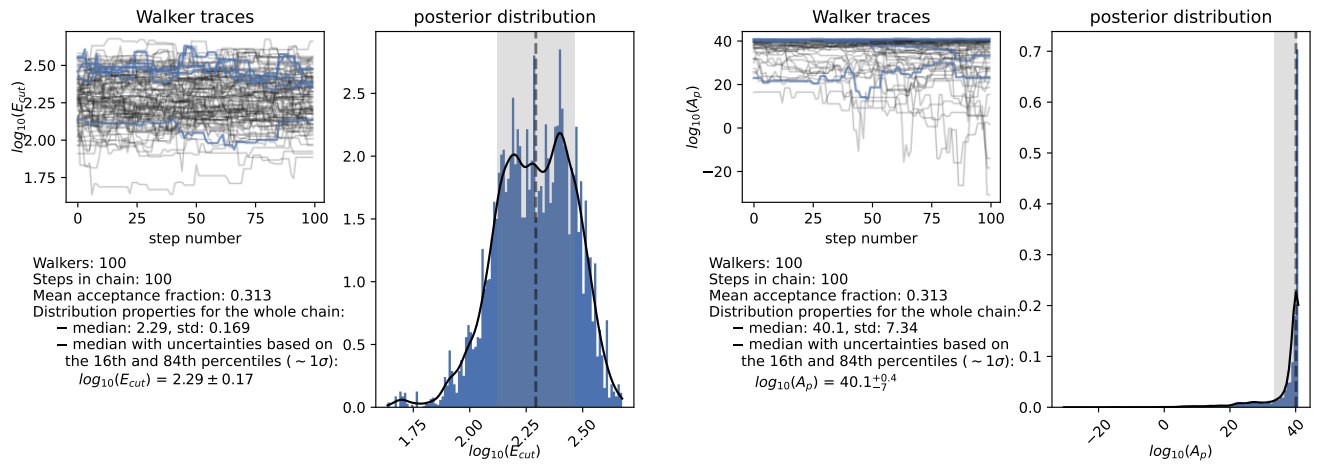 Walker traces
posterior distribution
log₁₀(E_cut)
2.50
2.25
2.00
1.75
0 25 50 75 100
step number
Walkers: 100
Steps in chain: 100
Mean acceptance fraction: 0.313
Distribution properties for the whole chain:
− median: 2.29, std: 0.169
− median with uncertainties based on
the 16th and 84th percentiles (∼1σ):
log₁₀(E_cut) = 2.29 ± 0.17
2.5
2.0
1.5
1.0
0.5
0.0
1.75 2.00 2.25 2.50
log₁₀(E_cut)
Walker traces
posterior distribution
log₁₀(A_p)
40
20
0
−20
0 25 50 75 100
step number
Walkers: 100
Steps in chain: 100
Mean acceptance fraction: 0.313
Distribution properties for the whole chain:
− median: 40.1, std: 7.34
− median with uncertainties based on
the 16th and 84th percentiles (∼1σ):
log₁₀(A_p) = 40.1^{+0.4}_{−7}
0.7
0.6
0.5
0.4
0.3
0.2
0.1
0.0
−20 0 20 40
log₁₀(A_p)